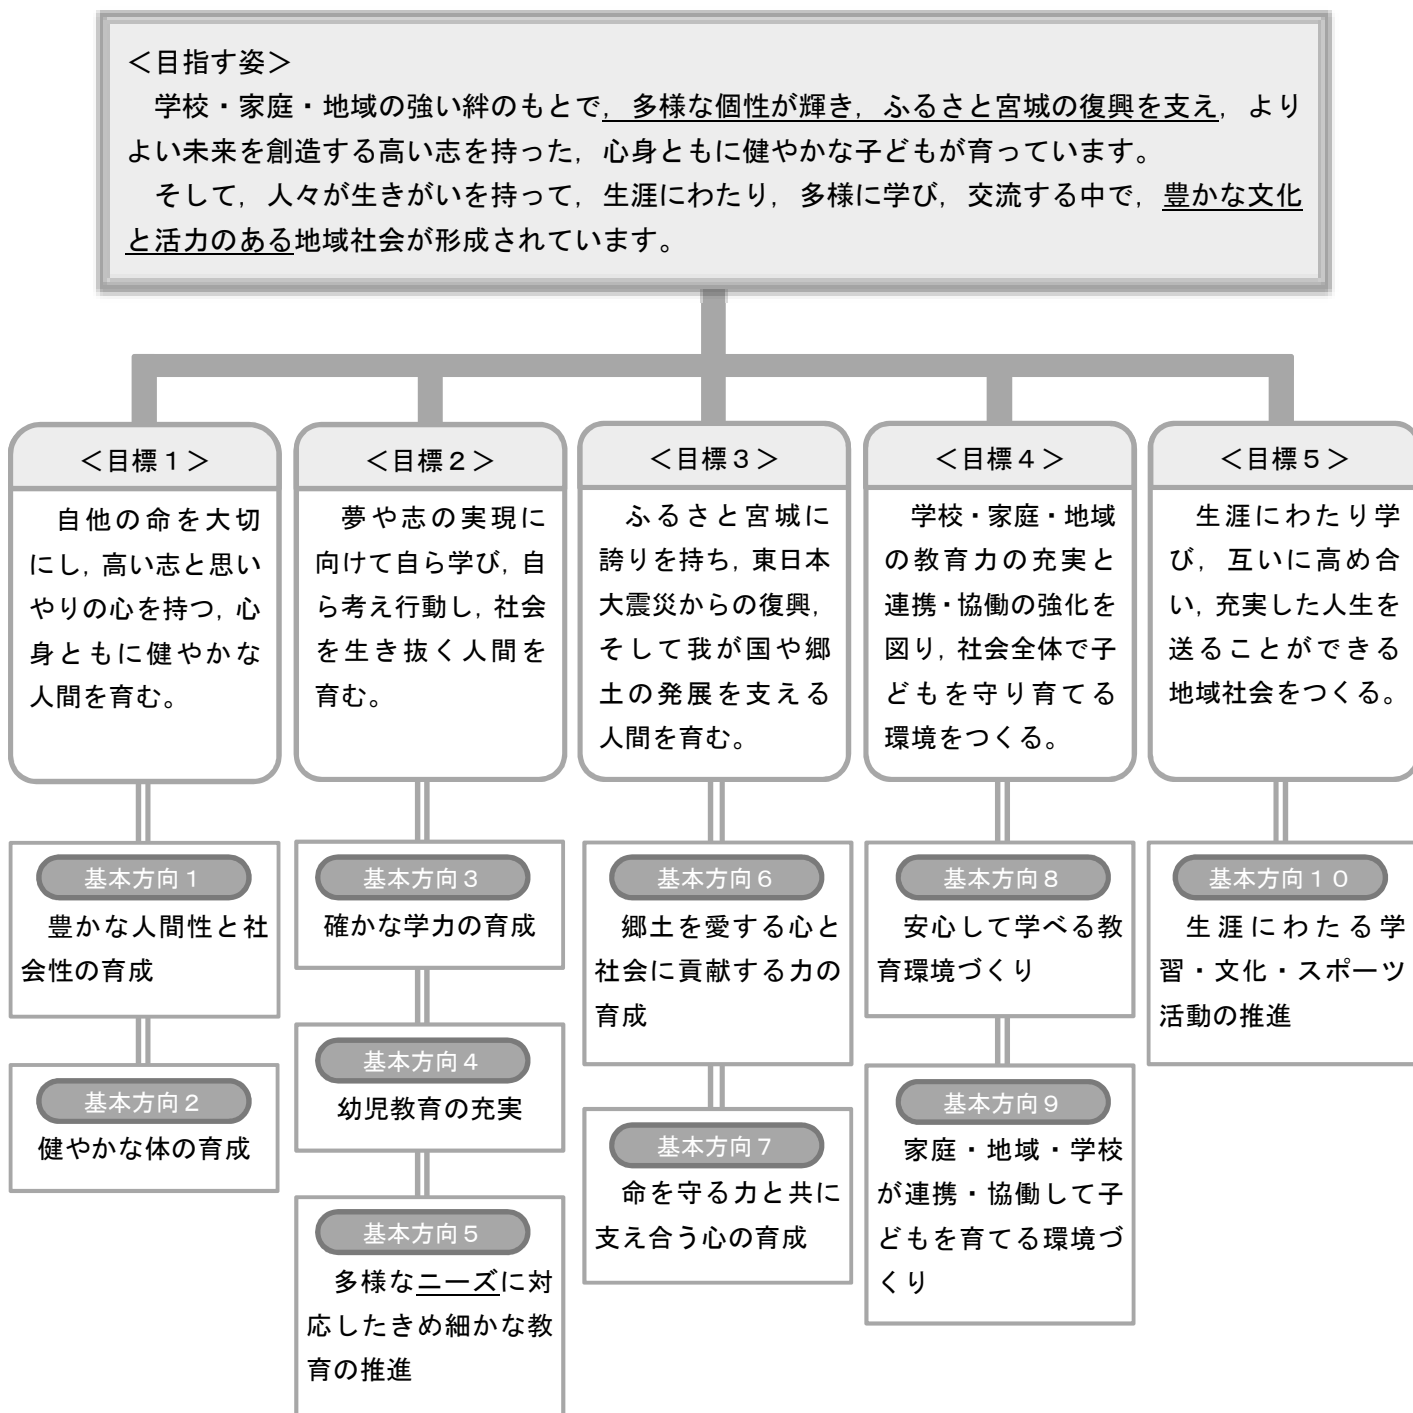 ＜目指す姿＞
学校・家庭・地域の強い絆のもとで，多様な個性が輝き，ふるさと宮城の復興を支え，より
よい未来を創造する高い志を持った，心身ともに健やかな子どもが育っています。
そして，人々が生きがいを持って，生涯にわたり，多様に学び，交流する中で，豊かな文化
と活力のある地域社会が形成されています。
＜目標１＞
自他の命を大切
にし，高い志と思い
やりの心を持つ，心
身ともに健やかな
人間を育む。
＜目標２＞
夢や志の実現に
向けて自ら学び，自
ら考え行動し，社会
を生き抜く人間を
育む。
＜目標３＞
ふるさと宮城に
誇りを持ち，東日本
大震災からの復興，
そして我が国や郷
土の発展を支える
人間を育む。
＜目標４＞
学校・家庭・地域
の教育力の充実と
連携・協働の強化を
図り，社会全体で子
どもを守り育てる
環境をつくる。
＜目標５＞
生涯にわたり学
び，互いに高め合
い，充実した人生を
送ることができる
地域社会をつくる。
基本方向１
豊かな人間性と社
会性の育成
基本方向２
健やかな体の育成
基本方向３
確かな学力の育成
基本方向４
幼児教育の充実
基本方向５
多様なニーズに対
応したきめ細かな教
育の推進
基本方向６
郷土を愛する心と
社会に貢献する力の
育成
基本方向７
命を守る力と共に
支え合う心の育成
基本方向８
安心して学べる教
育環境づくり
基本方向９
家庭・地域・学校
が連携・協働して子
どもを育てる環境づ
くり
基本方向１０
生涯にわたる学
習・文化・スポーツ
活動の推進